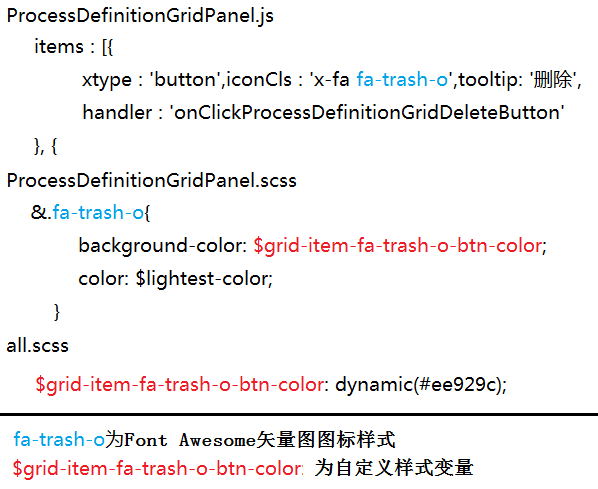 ProcessDefinitionGridPanel.js
items : [{
xtype : 'button',iconCls : 'x-fa fa-trash-o',tooltip: '删除',
handler : 'onClickProcessDefinitionGridDeleteButton'
}, {
ProcessDefinitionGridPanel.scss
&.fa-trash-o{
background-color: $grid-item-fa-trash-o-btn-color;
color: $lightest-color;
}
all.scss
$grid-item-fa-trash-o-btn-color: dynamic(#ee929c);
fa-trash-o为Font Awesome矢量图图标样式
$grid-item-fa-trash-o-btn-color: 为自定义样式变量